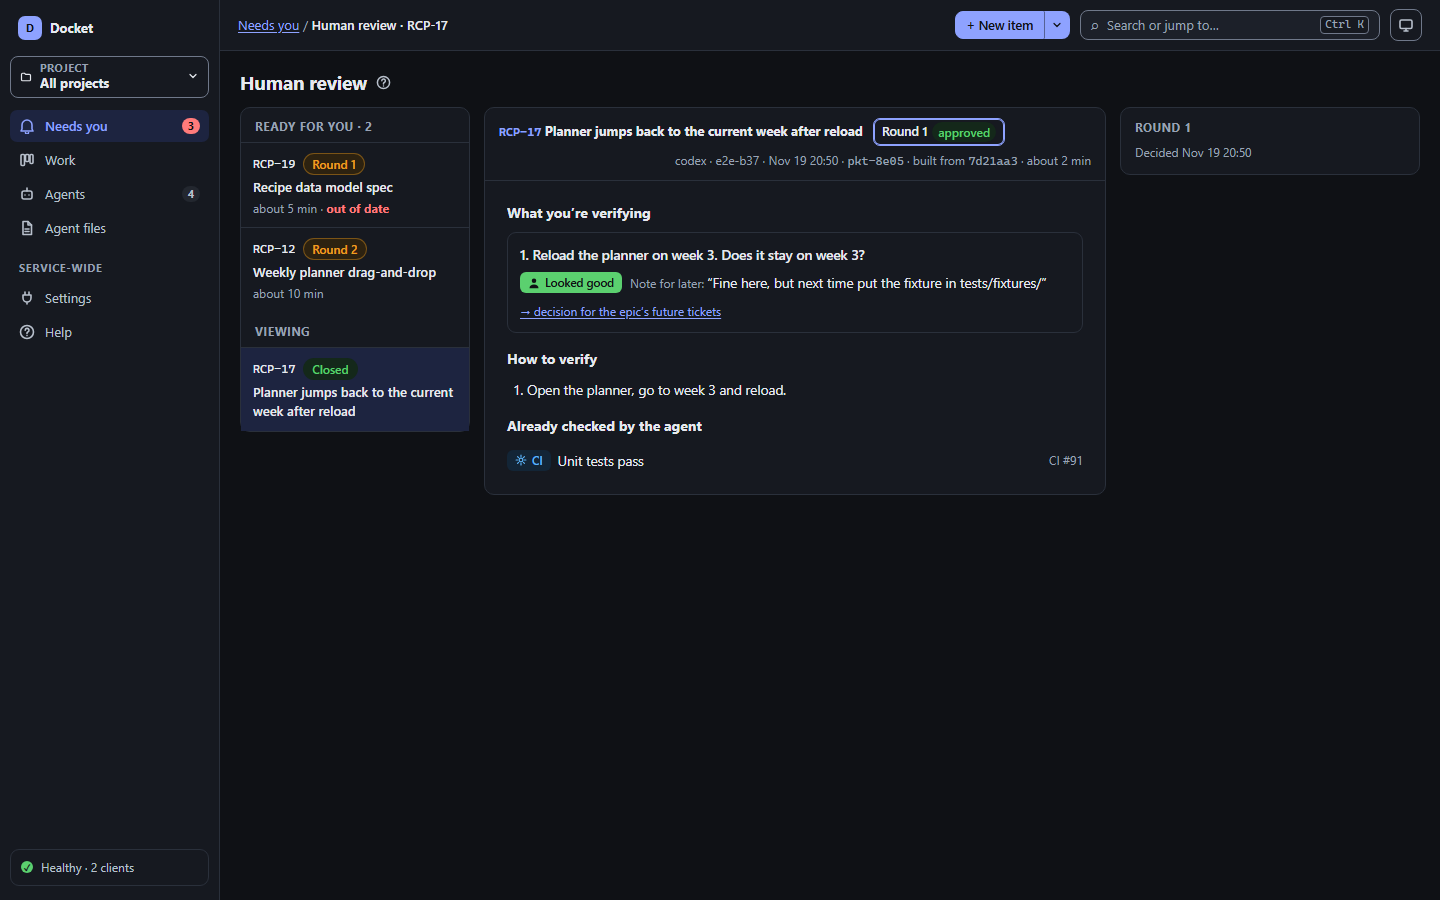 D Docket
PROJECT
All projects
Needs you 3
Work
Agents 4
Agent files
SERVICE-WIDE
Settings
Help
Healthy · 2 clients
Needs you / Human review · RCP-17
+ New item
Search or jump to...
Ctrl K
Human review
READY FOR YOU · 2
RCP-19 Round 1
Recipe data model spec
about 5 min · out of date
RCP-12 Round 2
Weekly planner drag-and-drop
about 10 min
VIEWING
RCP-17 Closed
Planner jumps back to the current
week after reload
RCP-17 Planner jumps back to the current week after reload Round 1 approved
codex · e2e-b37 · Nov 19 20:50 · pkt-8e05 · built from 7d21aa3 · about 2 min
What you're verifying
1. Reload the planner on week 3. Does it stay on week 3?
Looked good Note for later: “Fine here, but next time put the fixture in tests/fixtures/”
→ decision for the epic's future tickets
How to verify
1. Open the planner, go to week 3 and reload.
Already checked by the agent
CI Unit tests pass CI #91
ROUND 1
Decided Nov 19 20:50